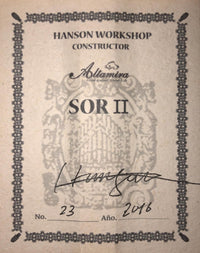 HANSON WORKSHOP
CONSTRUCTOR
Altamira
SOR II
No. 23 Año. 2016